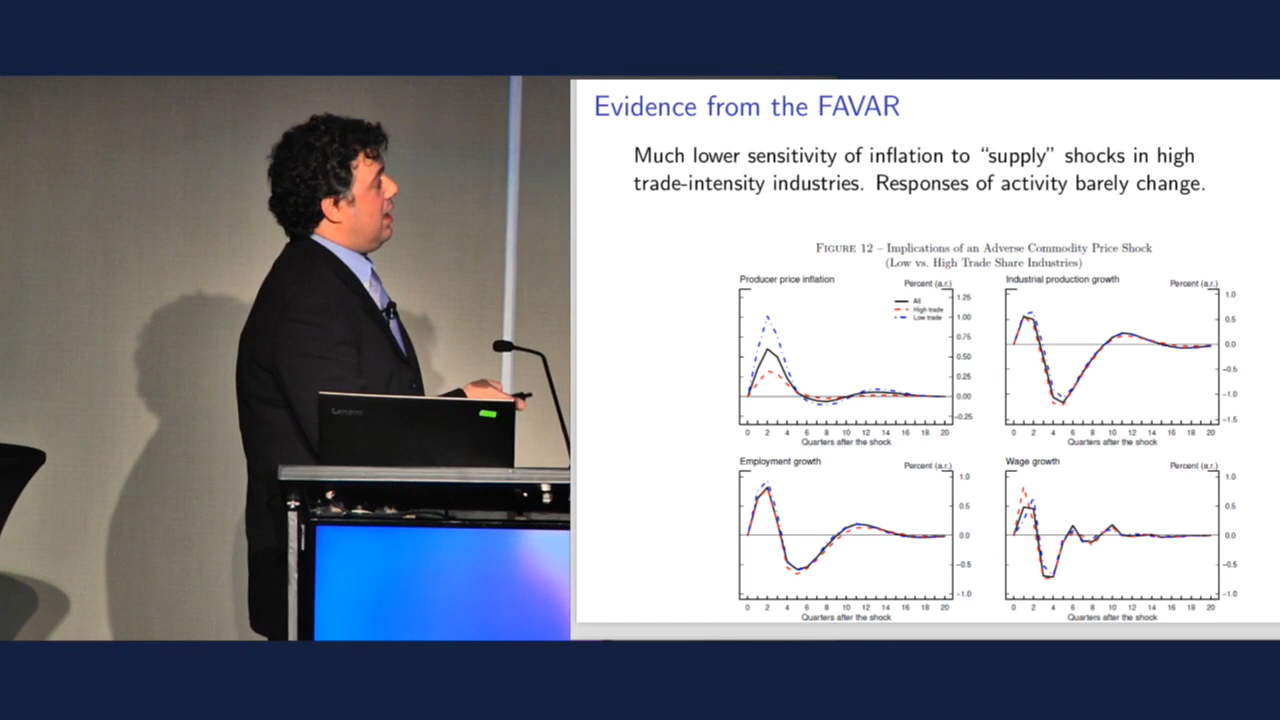 Evidence from the FAVAR
Much lower sensitivity of inflation to “supply” shocks in high
trade-intensity industries. Responses of activity barely change.
FIGURE 12 – Implications of an Adverse Commodity Price Shock
(Low vs. High Trade Share Industries)
Producer price inflation
Percent (a.r.)
All
High trade
Low trade
1.25
1.00
0.75
0.50
0.25
0.00
−0.25
0 2 4 6 8 10 12 14 16 18 20
Quarters after the shock
Industrial production growth
Percent (a.r.)
1.0
0.5
0.0
−0.5
−1.0
−1.5
0 2 4 6 8 10 12 14 16 18 20
Quarters after the shock
Employment growth
Percent (a.r.)
1.0
0.5
0.0
−0.5
−1.0
0 2 4 6 8 10 12 14 16 18 20
Quarters after the shock
Wage growth
Percent (a.r.)
1.0
0.5
0.0
−0.5
−1.0
0 2 4 6 8 10 12 14 16 18 20
Quarters after the shock
Lenovo